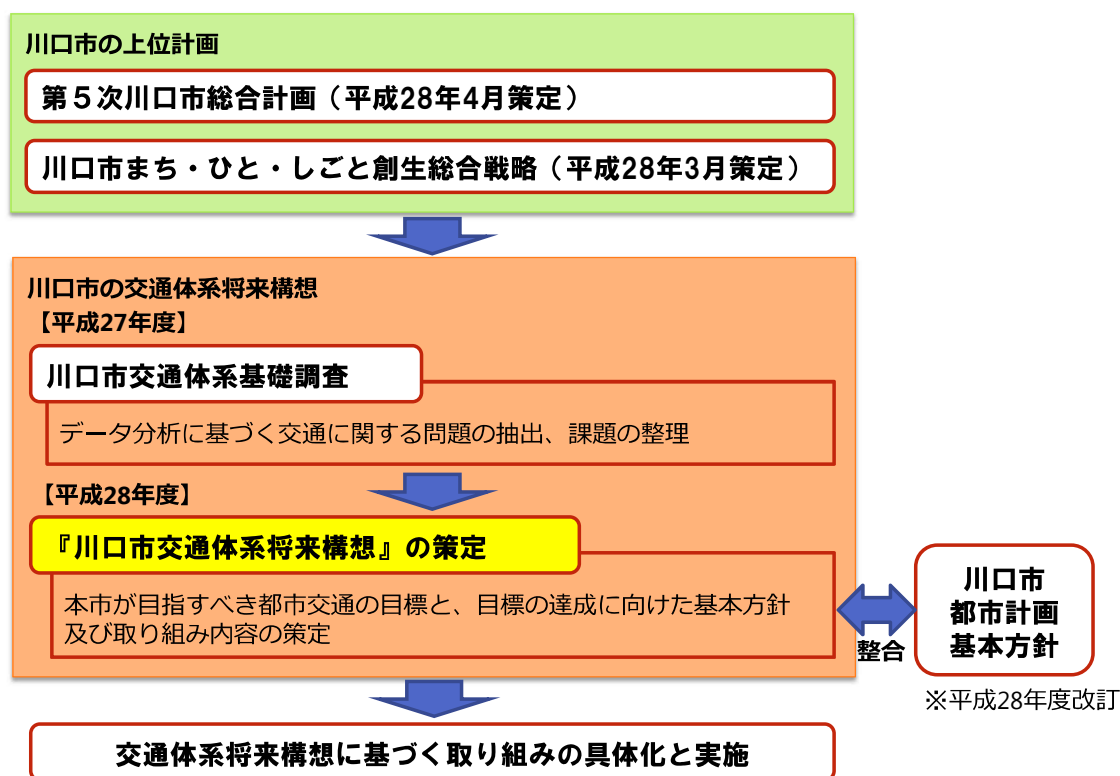 川口市の上位計画
第５次川口市総合計画（平成28年4月策定）
川口市まち・ひと・しごと創生総合戦略（平成28年3月策定）
川口市の交通体系将来構想
【平成27年度】
川口市交通体系基礎調査
データ分析に基づく交通に関する問題の抽出、課題の整理
【平成28年度】
『川口市交通体系将来構想』の策定
本市が目指すべき都市交通の目標と、目標の達成に向けた基本方針
及び取り組み内容の策定
整合
川口市
都市計画
基本方針
※平成28年度改訂
交通体系将来構想に基づく取り組みの具体化と実施